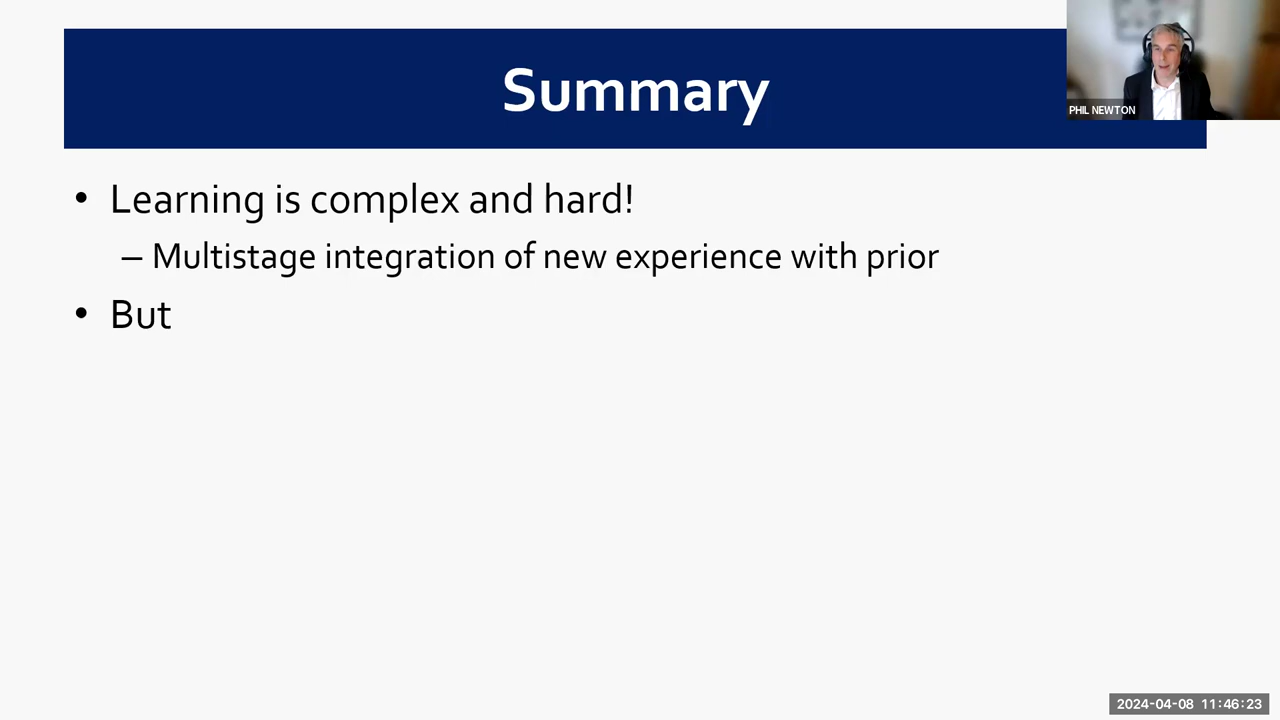 Summary
PHIL NEWTON
• Learning is complex and hard!
– Multistage integration of new experience with prior
• But
2024-04-08 11:46:23